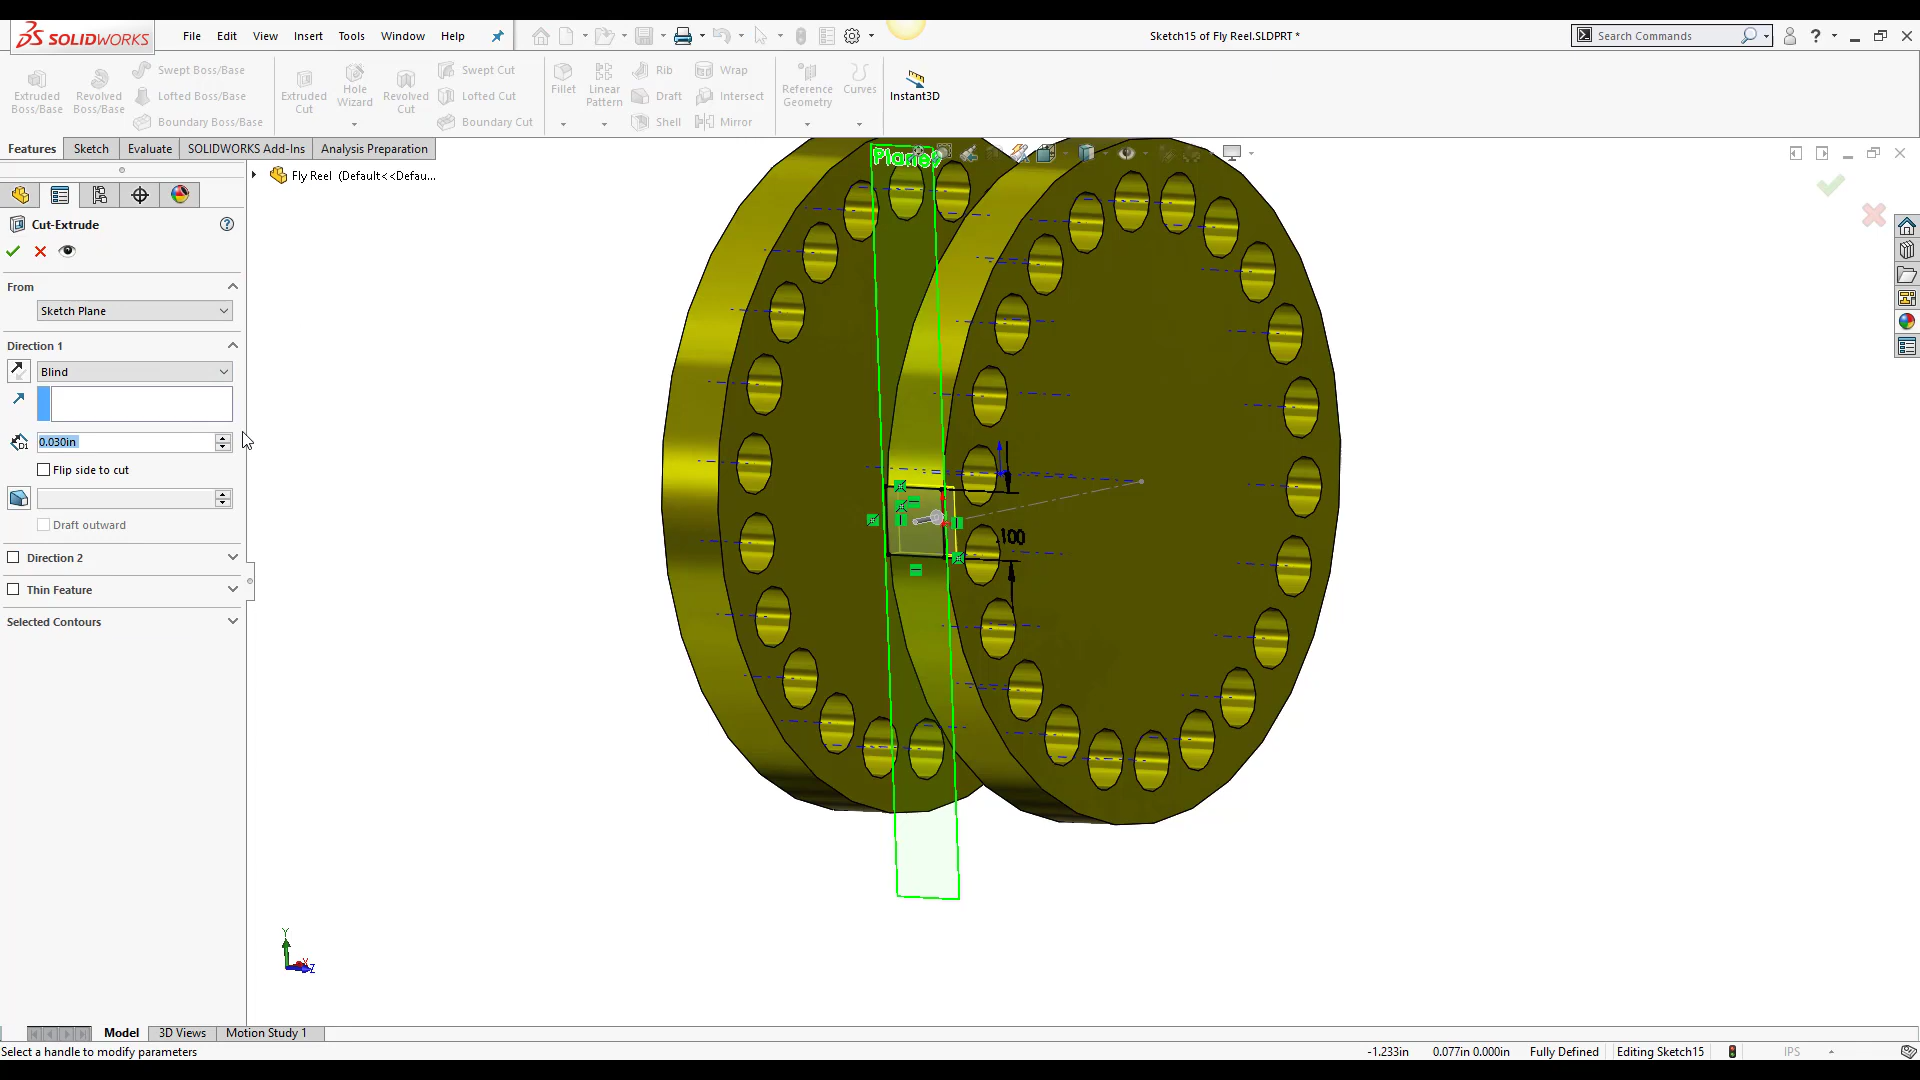 SOLIDWORKS
File Edit View Insert Tools Window Help
Sketch15 of Fly Reel.SLDPRT *
Search Commands
Extruded Boss/Base
Revolved Boss/Base
Swept Boss/Base
Lofted Boss/Base
Boundary Boss/Base
Extruded Cut
Hole Wizard
Revolved Cut
Swept Cut
Lofted Cut
Boundary Cut
Fillet
Linear Pattern
Rib
Draft
Shell
Wrap
Intersect
Mirror
Reference Geometry
Curves
Instant3D
Features Sketch Evaluate SOLIDWORKS Add-Ins Analysis Preparation
Fly Reel (Default<<Defau...
Cut-Extrude
From
Sketch Plane
Direction 1
Blind
D1
0.030in
Flip side to cut
Draft outward
Direction 2
Thin Feature
Selected Contours
.100
Y
X
Z
Model 3D Views Motion Study 1
Select a handle to modify parameters
-1.233in 0.077in 0.000in Fully Defined Editing Sketch15 IPS